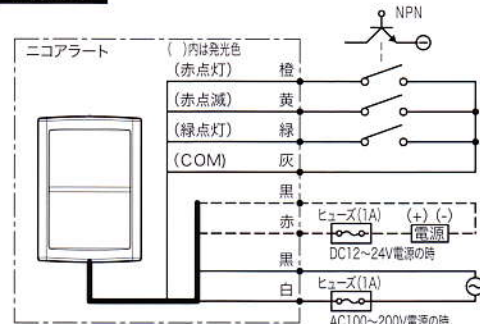 NPN
ニコアラート
( )内は発光色
(赤点灯) 橙
(赤点滅) 黄
(緑点灯) 緑
(COM) 灰
黒
赤 ヒューズ(1A) (+) (-)
電源
DC12〜24V電源の時
黒
白 ヒューズ(1A)
AC100〜200V電源の時